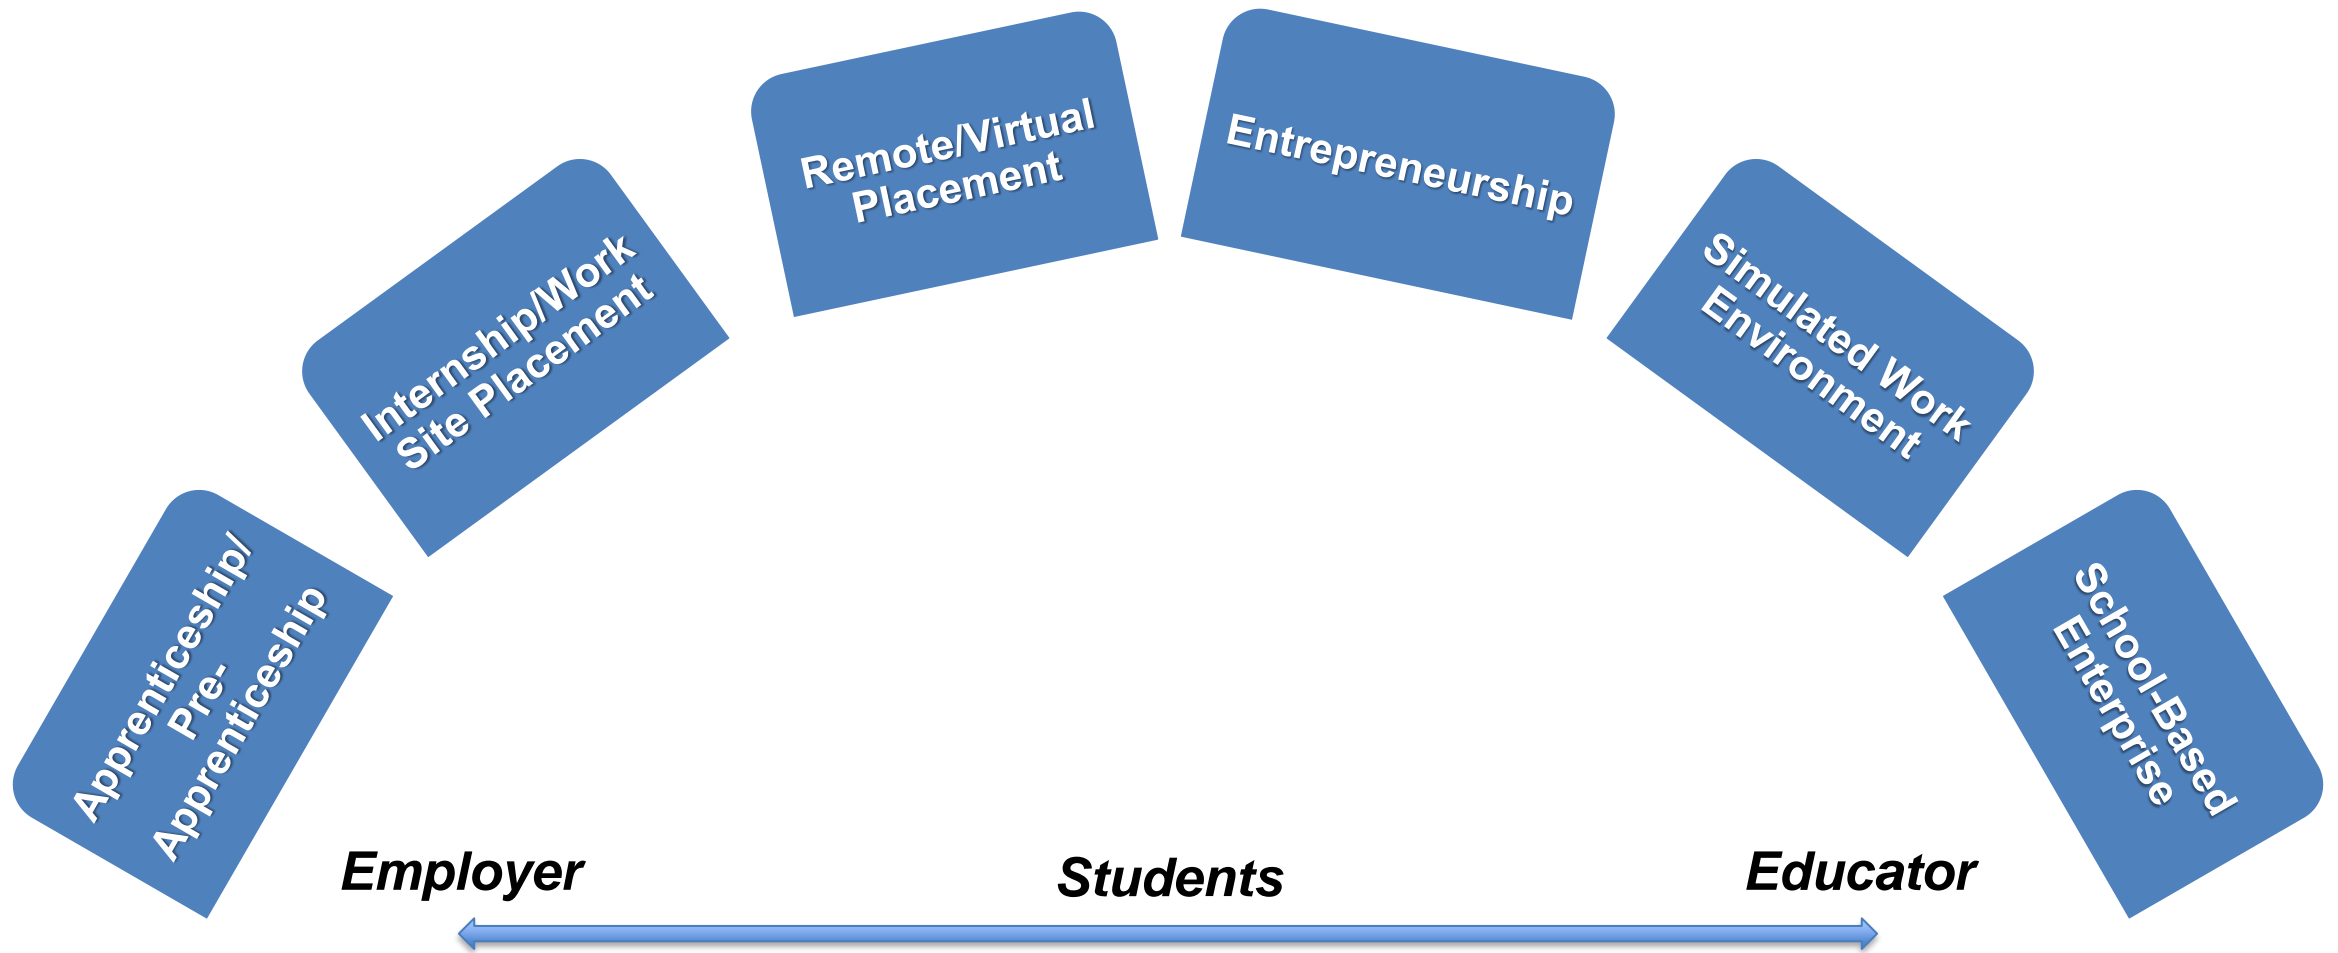 Apprenticeship/
Pre-
Apprenticeship
Internship/Work
Site Placement
Remote/Virtual
Placement
Entrepreneurship
Simulated Work
Environment
School-Based
Enterprise
Employer
Students
Educator